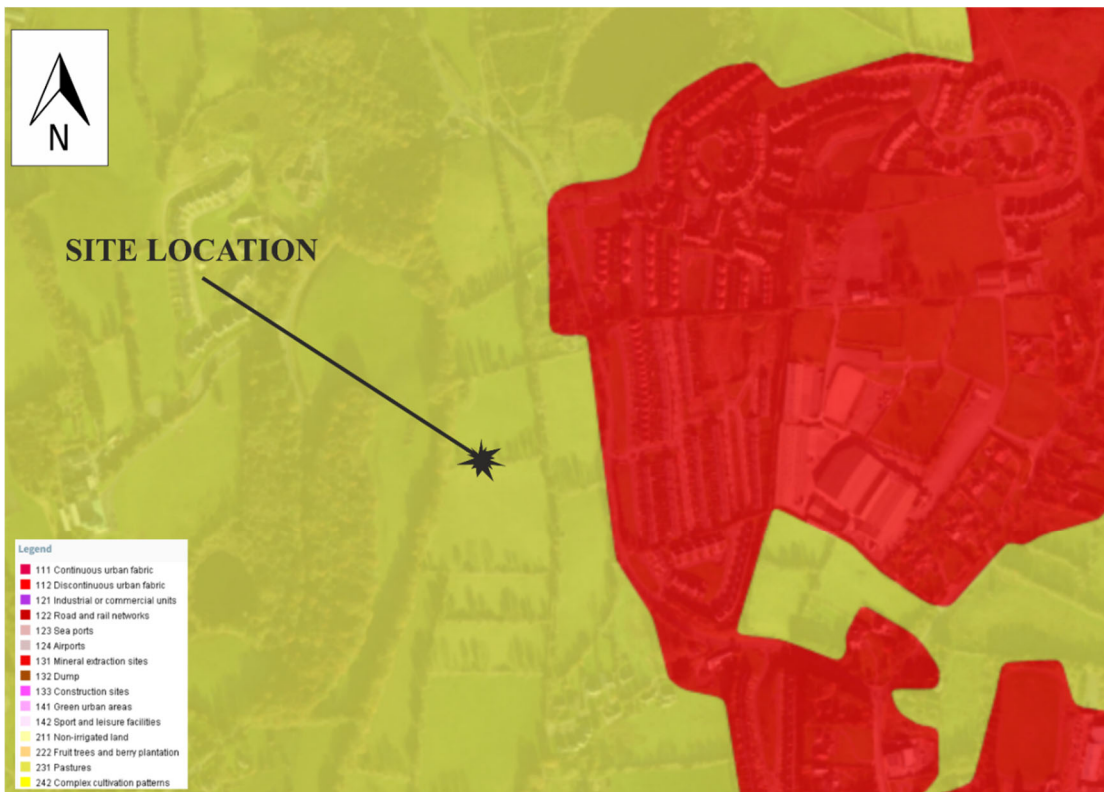 N
SITE LOCATION
Legend
111 Continuous urban fabric
112 Discontinuous urban fabric
121 Industrial or commercial units
122 Road and rail networks
123 Sea ports
124 Airports
131 Mineral extraction sites
132 Dump
133 Construction sites
141 Green urban areas
142 Sport and leisure facilities
211 Non-irrigated land
222 Fruit trees and berry plantation
231 Pastures
242 Complex cultivation patterns